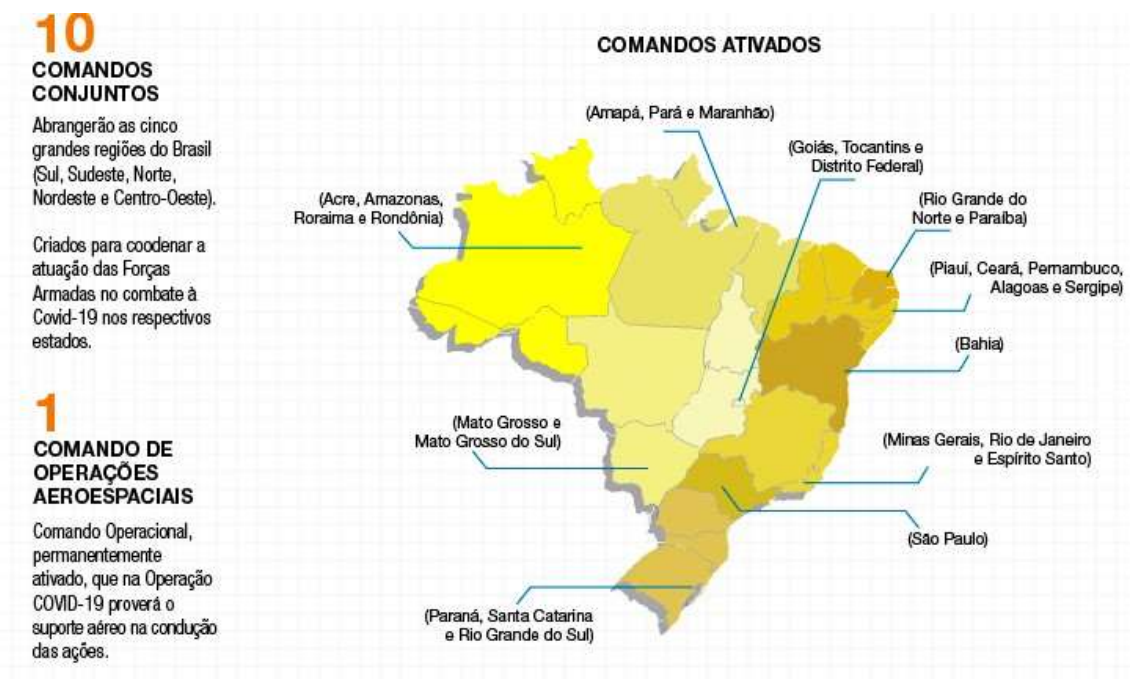 10
COMANDOS
CONJUNTOS
Abrangerão as cinco
grandes regiões do Brasil
(Sul, Sudeste, Norte,
Nordeste e Centro-Oeste).
Criados para coodenar a
atuação das Forças
Armadas no combate à
Covid-19 nos respectivos
estados.
1
COMANDO DE
OPERAÇÕES
AEROESPACIAIS
Comando Operacional,
permanentemente
ativado, que na Operação
COVID-19 proverá o
suporte aéreo na condução
das ações.
COMANDOS ATIVADOS
(Amapá, Pará e Maranhão)
(Goiás, Tocantins e
Distrito Federal)
(Acre, Amazonas,
Roraima e Rondônia)
(Rio Grande do
Norte e Paraíba)
(Piauí, Ceará, Pernambuco,
Alagoas e Sergipe)
(Bahia)
(Mato Grosso e
Mato Grosso do Sul)
(Minas Gerais, Rio de Janeiro
e Espírito Santo)
(São Paulo)
(Paraná, Santa Catarina
e Rio Grande do Sul)